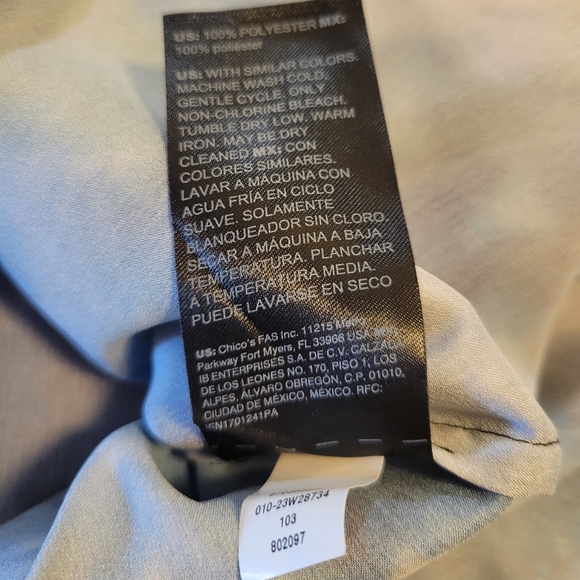 US: 100% POLYESTER MX:
100% poliéster
US: WITH SIMILAR COLORS.
MACHINE WASH COLD.
GENTLE CYCLE. ONLY
NON-CHLORINE BLEACH.
TUMBLE DRY LOW. WARM
IRON. MAY BE DRY
CLEANED MX: CON
COLORES SIMILARES.
LAVAR A MÁQUINA CON
AGUA FRÍA EN CICLO
SUAVE. SOLAMENTE
BLANQUEADOR SIN CLORO.
SECAR A MÁQUINA A BAJA
TEMPERATURA. PLANCHAR
A TEMPERATURA MEDIA.
PUEDE LAVARSE EN SECO
US: Chico's FAS Inc. 11215 Metro
Parkway Fort Myers, FL 33966 USA
IB ENTERPRISES S.A. DE C.V. CALZADA
DE LOS LEONES NO. 170, PISO 1, LOS
ALPES, ÁLVARO OBREGÓN, C.P. 01010,
CIUDAD DE MÉXICO, MÉXICO. RFC:
IEN1701241PA
010-23W28734
103
802097